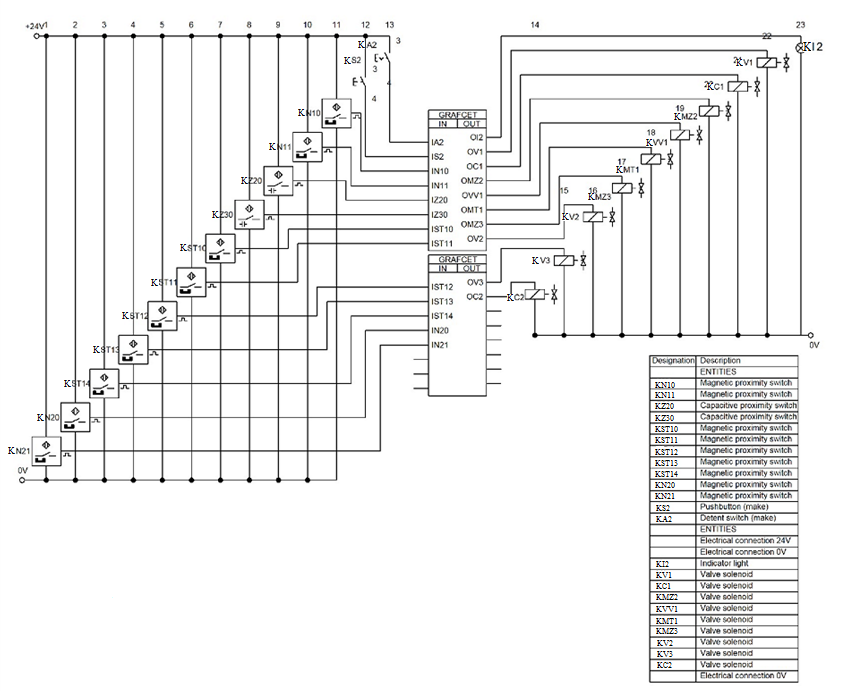 +24V 1 2 3 4 5 6 7 8 9 10 11 12 13 14 23
22
KA2 3
KI2
KS2
3
4
4
KV1
KC1
19
KMZ2
18
KVV1
17
KMT1
15 16
KMZ3
KV2
KV3
KC2
KN10
KN11
KZ20
KZ30
KST10
KST11
KST12
KST13
KST14
KN20
KN21
0V
GRAFCET
IN OUT
OI2
IA2 OV1
IS2 OC1
IN10 OMZ2
IN11 OVV1
IZ20 OMT1
IZ30 OMZ3
IST10 OV2
IST11
GRAFCET
IN OUT
OV3
IST12 OC2
IST13
IST14
IN20
IN21
0V
Designation Description
ENTITIES
KN10 Magnetic proximity switch
KN11 Magnetic proximity switch
KZ20 Capacitive proximity switch
KZ30 Capacitive proximity switch
KST10 Magnetic proximity switch
KST11 Magnetic proximity switch
KST12 Magnetic proximity switch
KST13 Magnetic proximity switch
KST14 Magnetic proximity switch
KN20 Magnetic proximity switch
KN21 Magnetic proximity switch
KS2 Pushbutton (make)
KA2 Detent switch (make)
ENTITIES
Electrical connection 24V
Electrical connection 0V
KI2 Indicator light
KV1 Valve solenoid
KC1 Valve solenoid
KMZ2 Valve solenoid
KVV1 Valve solenoid
KMT1 Valve solenoid
KMZ3 Valve solenoid
KV2 Valve solenoid
KV3 Valve solenoid
KC2 Valve solenoid
Electrical connection 0V